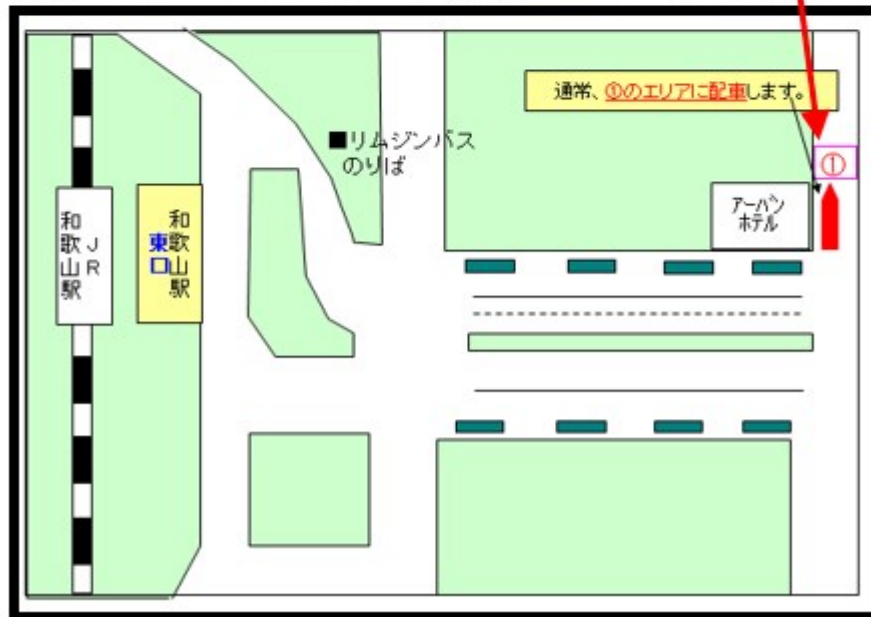 通常、①のエリアに配車します。
■リムジンバス
のりば
①
アーバン
ホテル
JR
和歌山駅
和歌山駅
東口